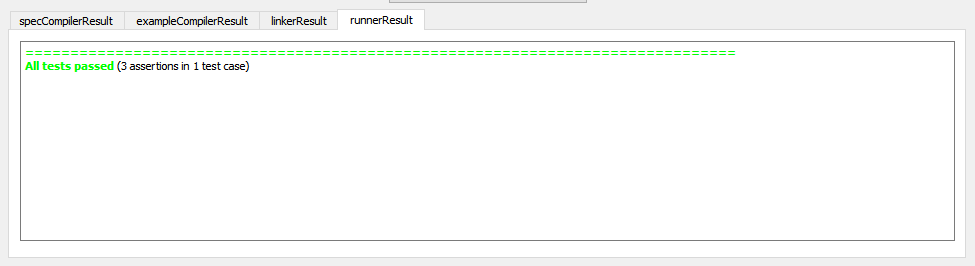 specCompilerResult exampleCompilerResult linkerResult runnerResult
===============================================================================
All tests passed (3 assertions in 1 test case)